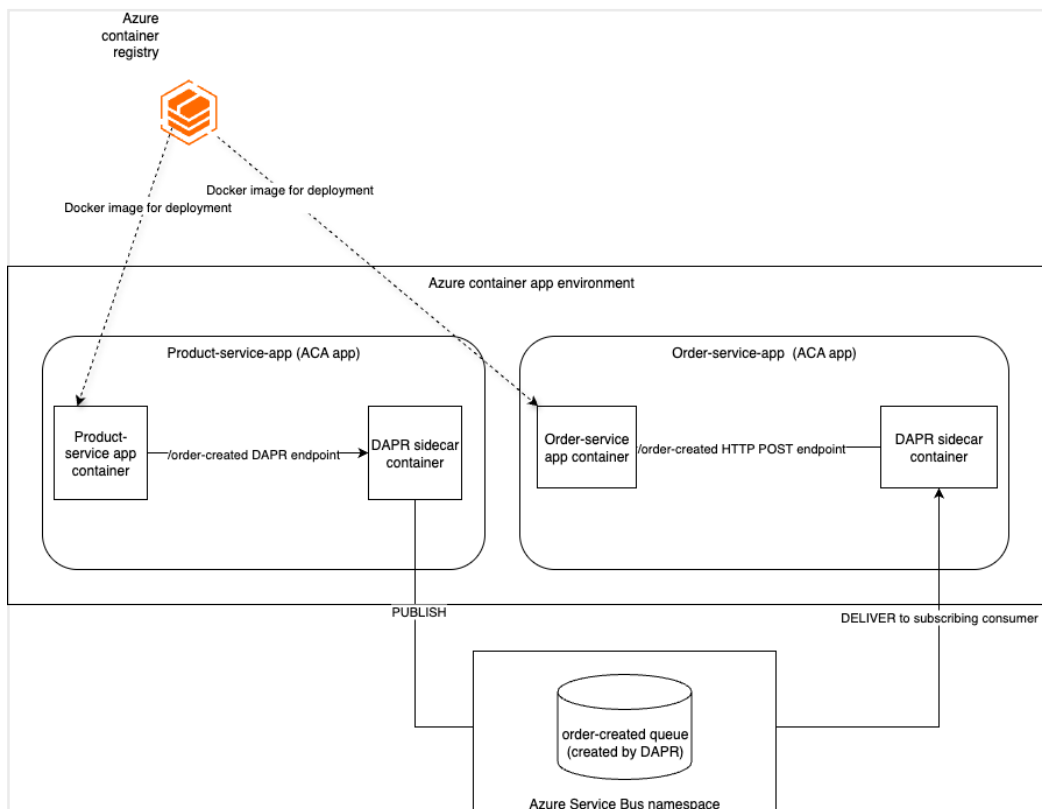 Azure
container
registry
Docker image for deployment
Docker image for deployment
Azure container app environment
Product-service-app (ACA app)
Order-service-app (ACA app)
Product-
service app
container
/order-created DAPR endpoint
DAPR sidecar
container
Order-service
app container
/order-created HTTP POST endpoint
DAPR sidecar
container
PUBLISH
DELIVER to subscribing consumer
order-created queue
(created by DAPR)
Azure Service Bus namespace